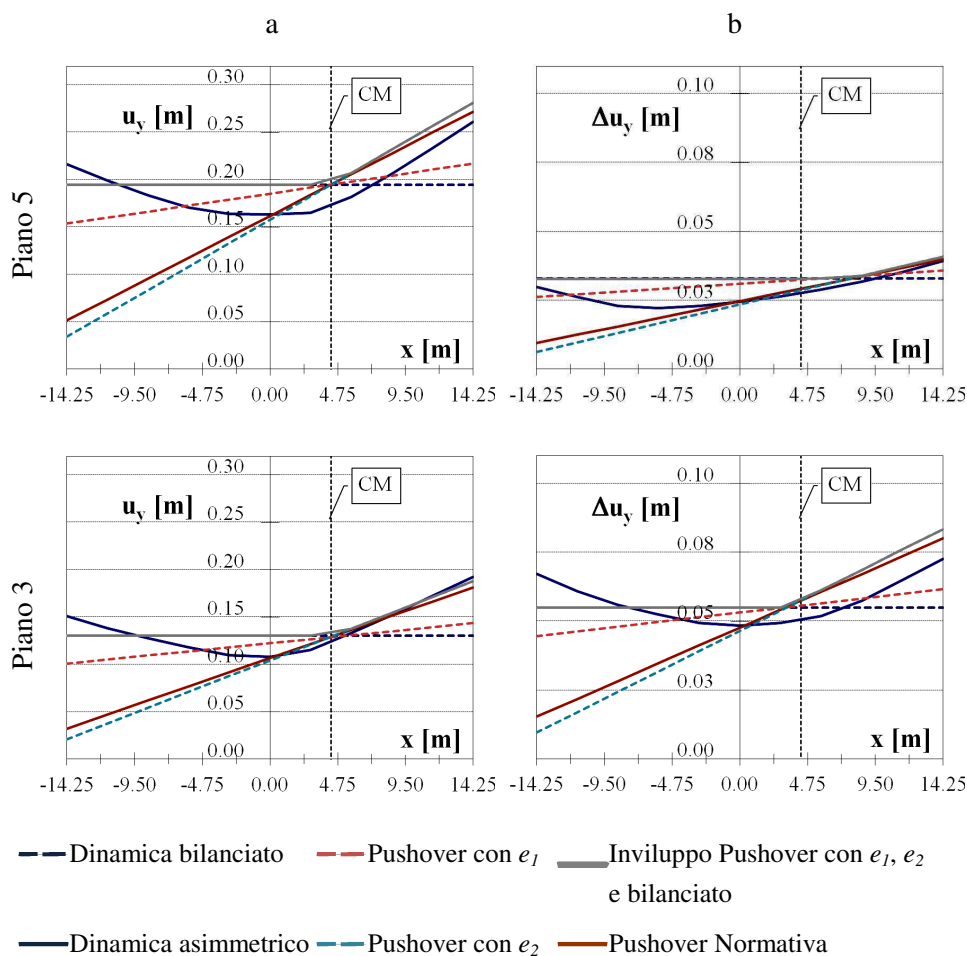 a
b
Piano 5
0.30
0.25
0.20
0.15
0.10
0.05
0.00
u_y [m]
CM
x [m]
-14.25 -9.50 -4.75 0.00 4.75 9.50 14.25
0.10
0.08
0.05
0.03
0.00
Δu_y [m]
CM
x [m]
-14.25 -9.50 -4.75 0.00 4.75 9.50 14.25
Piano 3
0.30
0.25
0.20
0.15
0.10
0.05
0.00
u_y [m]
CM
x [m]
-14.25 -9.50 -4.75 0.00 4.75 9.50 14.25
0.10
0.08
0.05
0.03
0.00
Δu_y [m]
CM
x [m]
-14.25 -9.50 -4.75 0.00 4.75 9.50 14.25
Dinamica bilanciato
Pushover con e1
Inviluppo Pushover con e1, e2
e bilanciato
Dinamica asimmetrico
Pushover con e2
Pushover Normativa